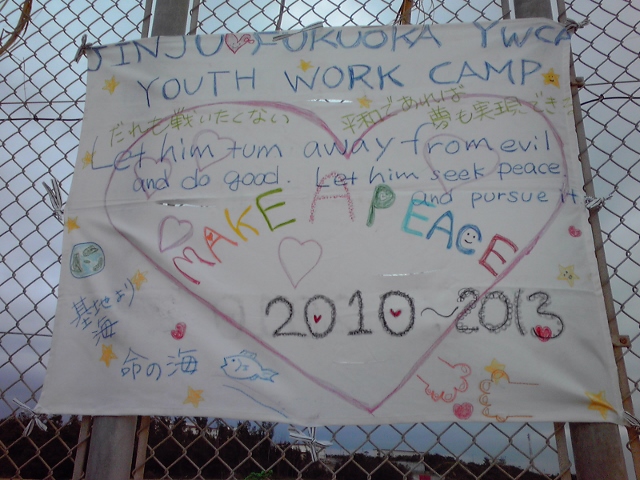 JINJU FUKUOKA YWCA
YOUTH WORK CAMP
だれも戦いたくない
平和であれば
夢も実現できる
Let him turn away from evil
and do good. Let him seek peace
and pursue it
MAKE A PEACE
2010~2013
基地より
海
命の海